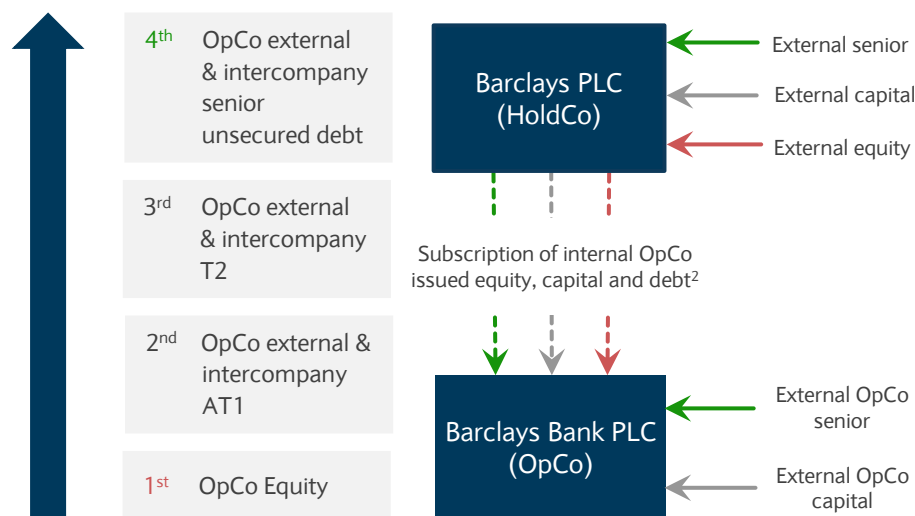 4th OpCo external
& intercompany
senior
unsecured debt
3rd OpCo external
& intercompany
T2
2nd OpCo external &
intercompany
AT1
1st OpCo Equity
Barclays PLC
(HoldCo)
External senior
External capital
External equity
Subscription of internal OpCo
issued equity, capital and debt2
Barclays Bank PLC
(OpCo)
External OpCo
senior
External OpCo
capital